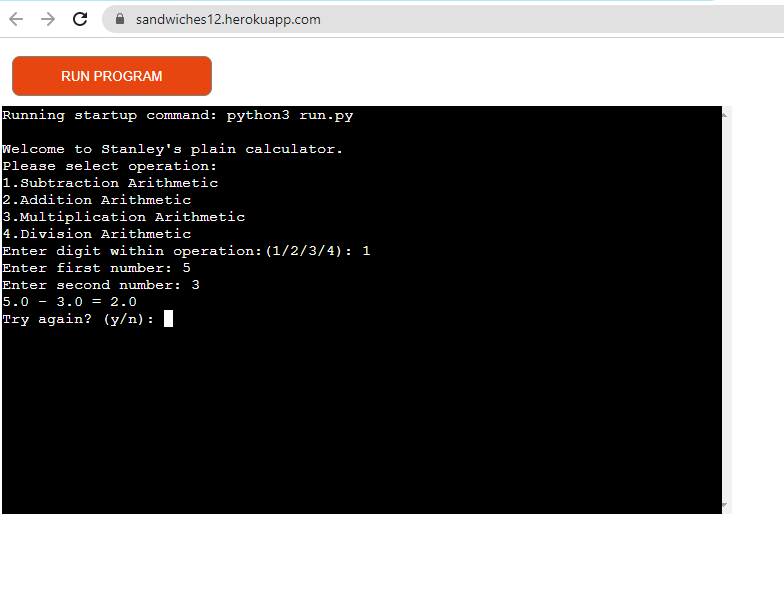 sandwiches12.herokuapp.com
RUN PROGRAM
Running startup command: python3 run.py
Welcome to Stanley's plain calculator.
Please select operation:
1.Subtraction Arithmetic
2.Addition Arithmetic
3.Multiplication Arithmetic
4.Division Arithmetic
Enter digit within operation:(1/2/3/4): 1
Enter first number: 5
Enter second number: 3
5.0 - 3.0 = 2.0
Try again? (y/n):